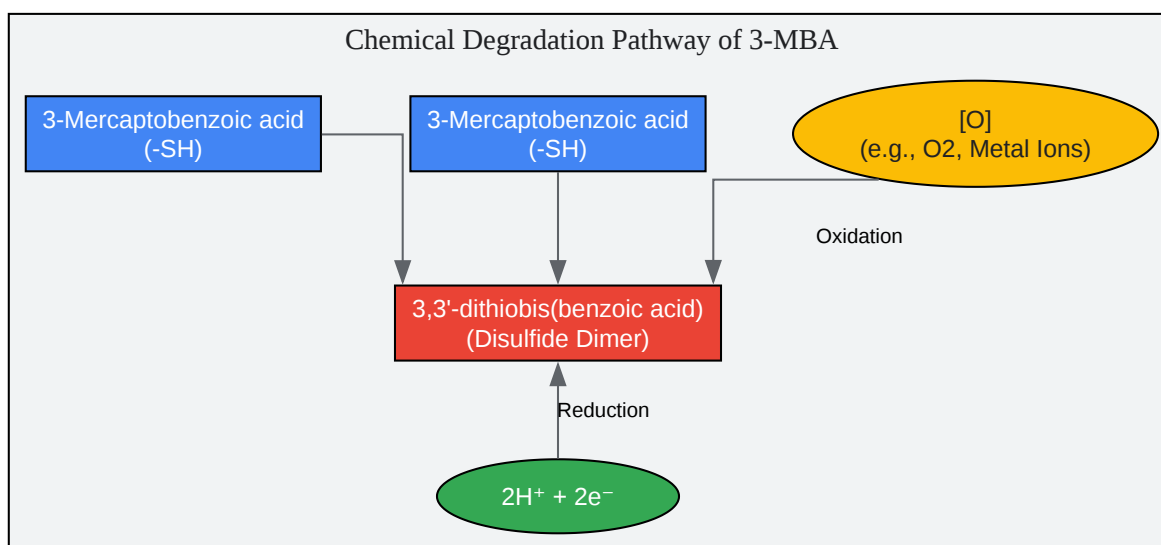 Chemical Degradation Pathway of 3-MBA
3-Mercaptobenzoic acid
(-SH)
3-Mercaptobenzoic acid
(-SH)
[O]
(e.g., O2, Metal Ions)
Oxidation
3,3'-dithiobis(benzoic acid)
(Disulfide Dimer)
Reduction
2H⁺ + 2e⁻